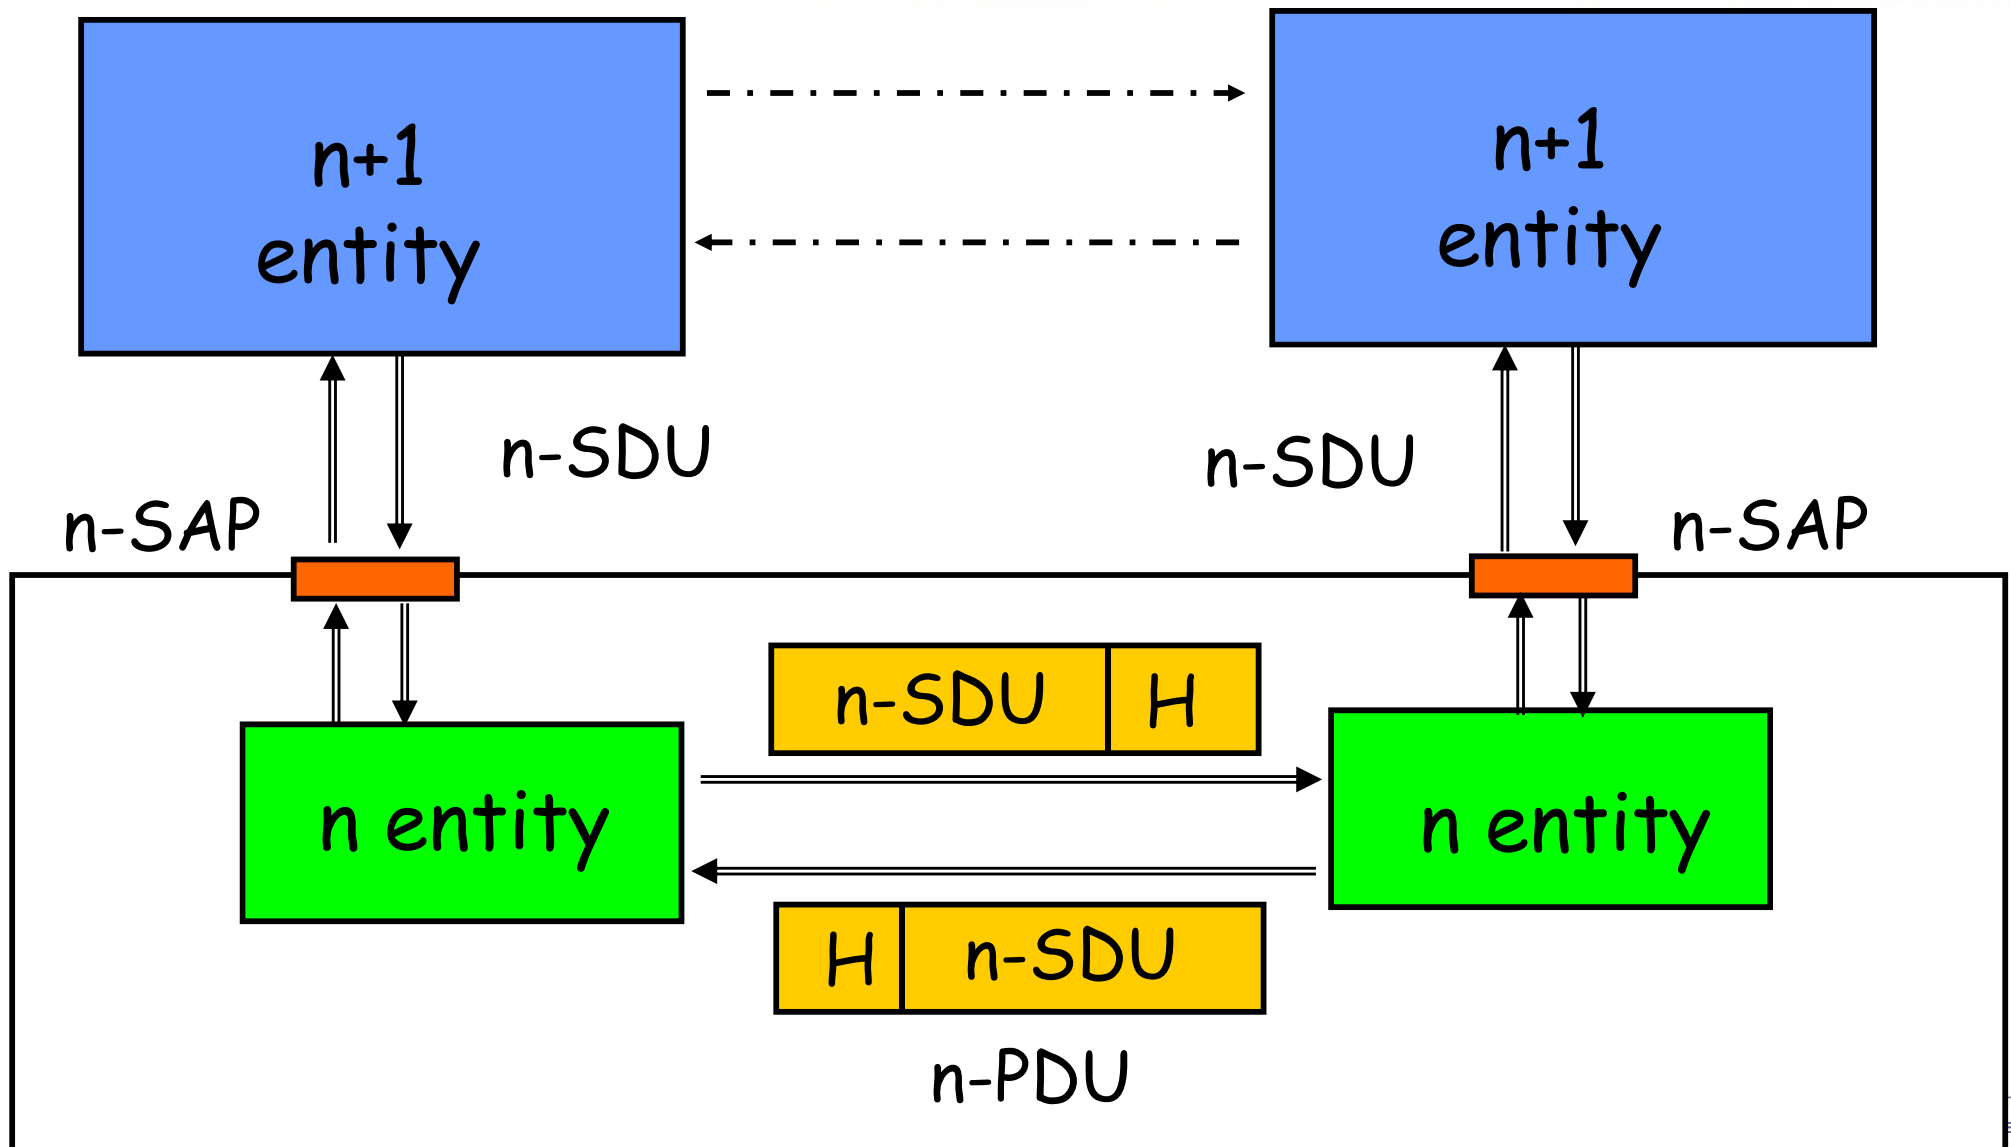 n+1
entity
n+1
entity
n-SDU
n-SDU
n-SAP
n-SAP
n-SDU H
n entity
n entity
H n-SDU
n-PDU